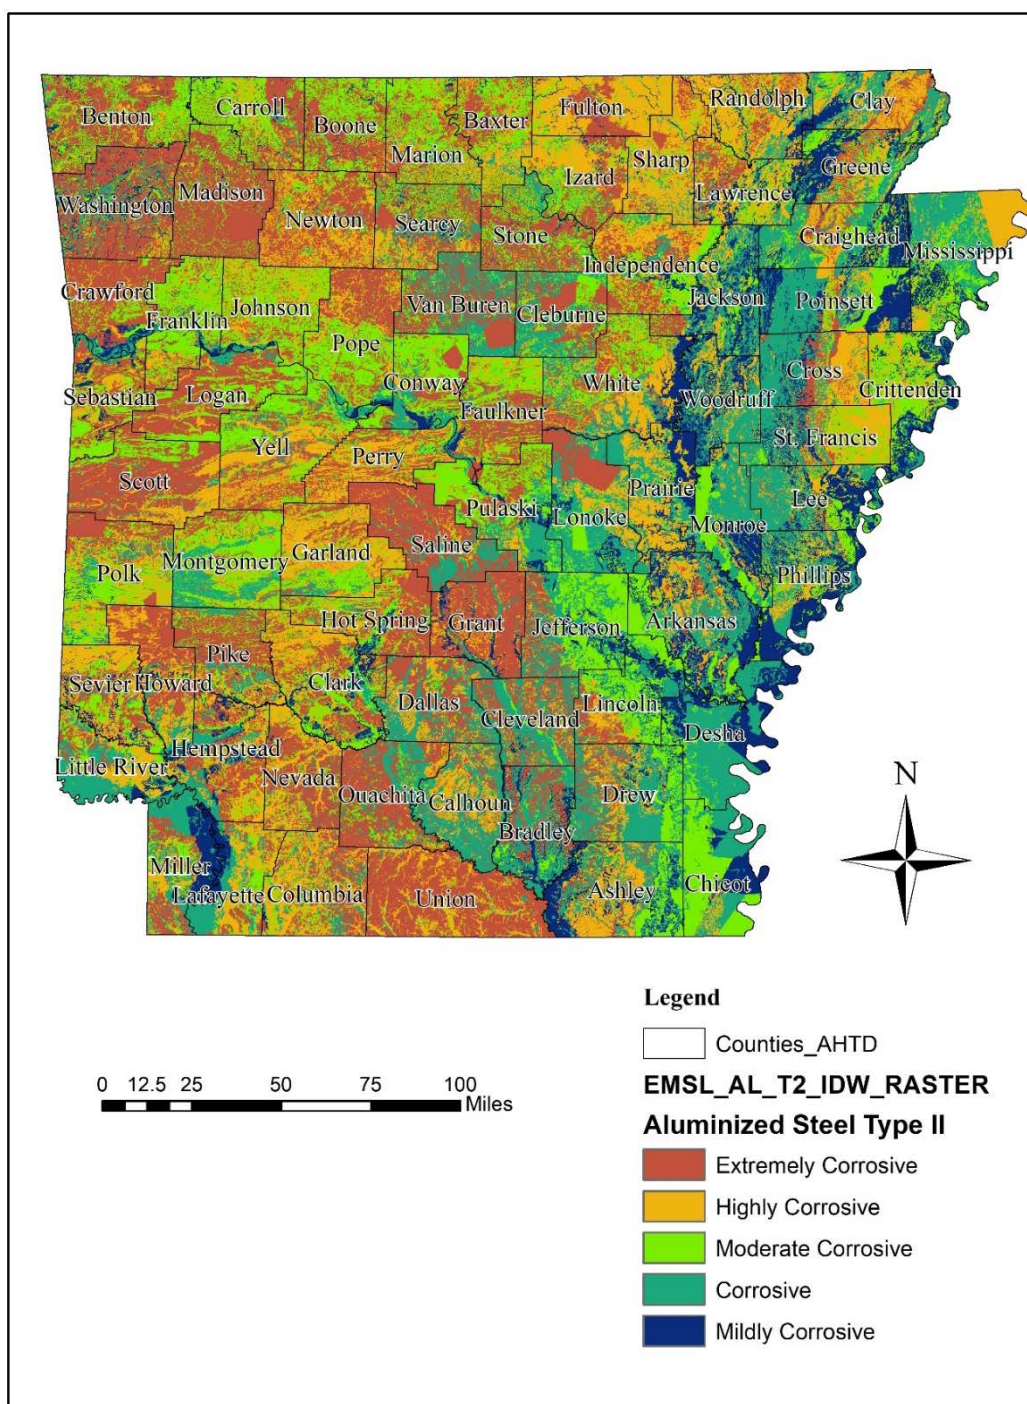 Benton
Carroll
Boone
Baxter
Fulton
Randolph
Clay
Marion
Sharp
Izard
Greene
Lawrence
Washington
Madison
Newton
Searcy
Stone
Craighead
Mississippi
Independence
Crawford
Johnson
Van Buren
Cleburne
Jackson
Poinsett
Franklin
Pope
Conway
White
Cross
Sebastian
Logan
Faulkner
Woodruff
Crittenden
Yell
Perry
St. Francis
Scott
Prairie
Lee
Pulaski
Lonoke
Monroe
Saline
Montgomery
Garland
Polk
Phillips
Hot Spring
Grant
Jefferson
Arkansas
Pike
Sevier
Howard
Clark
Dallas
Cleveland
Lincoln
Desha
Hempstead
Little River
Nevada
Ouachita
Calhoun
Drew
Bradley
Miller
Lafayette
Columbia
Union
Ashley
Chicot
N
Legend
Counties_AHTD
EMSL_AL_T2_IDW_RASTER
Aluminized Steel Type II
Extremely Corrosive
Highly Corrosive
Moderate Corrosive
Corrosive
Mildly Corrosive
0 12.5 25 50 75 100
Miles